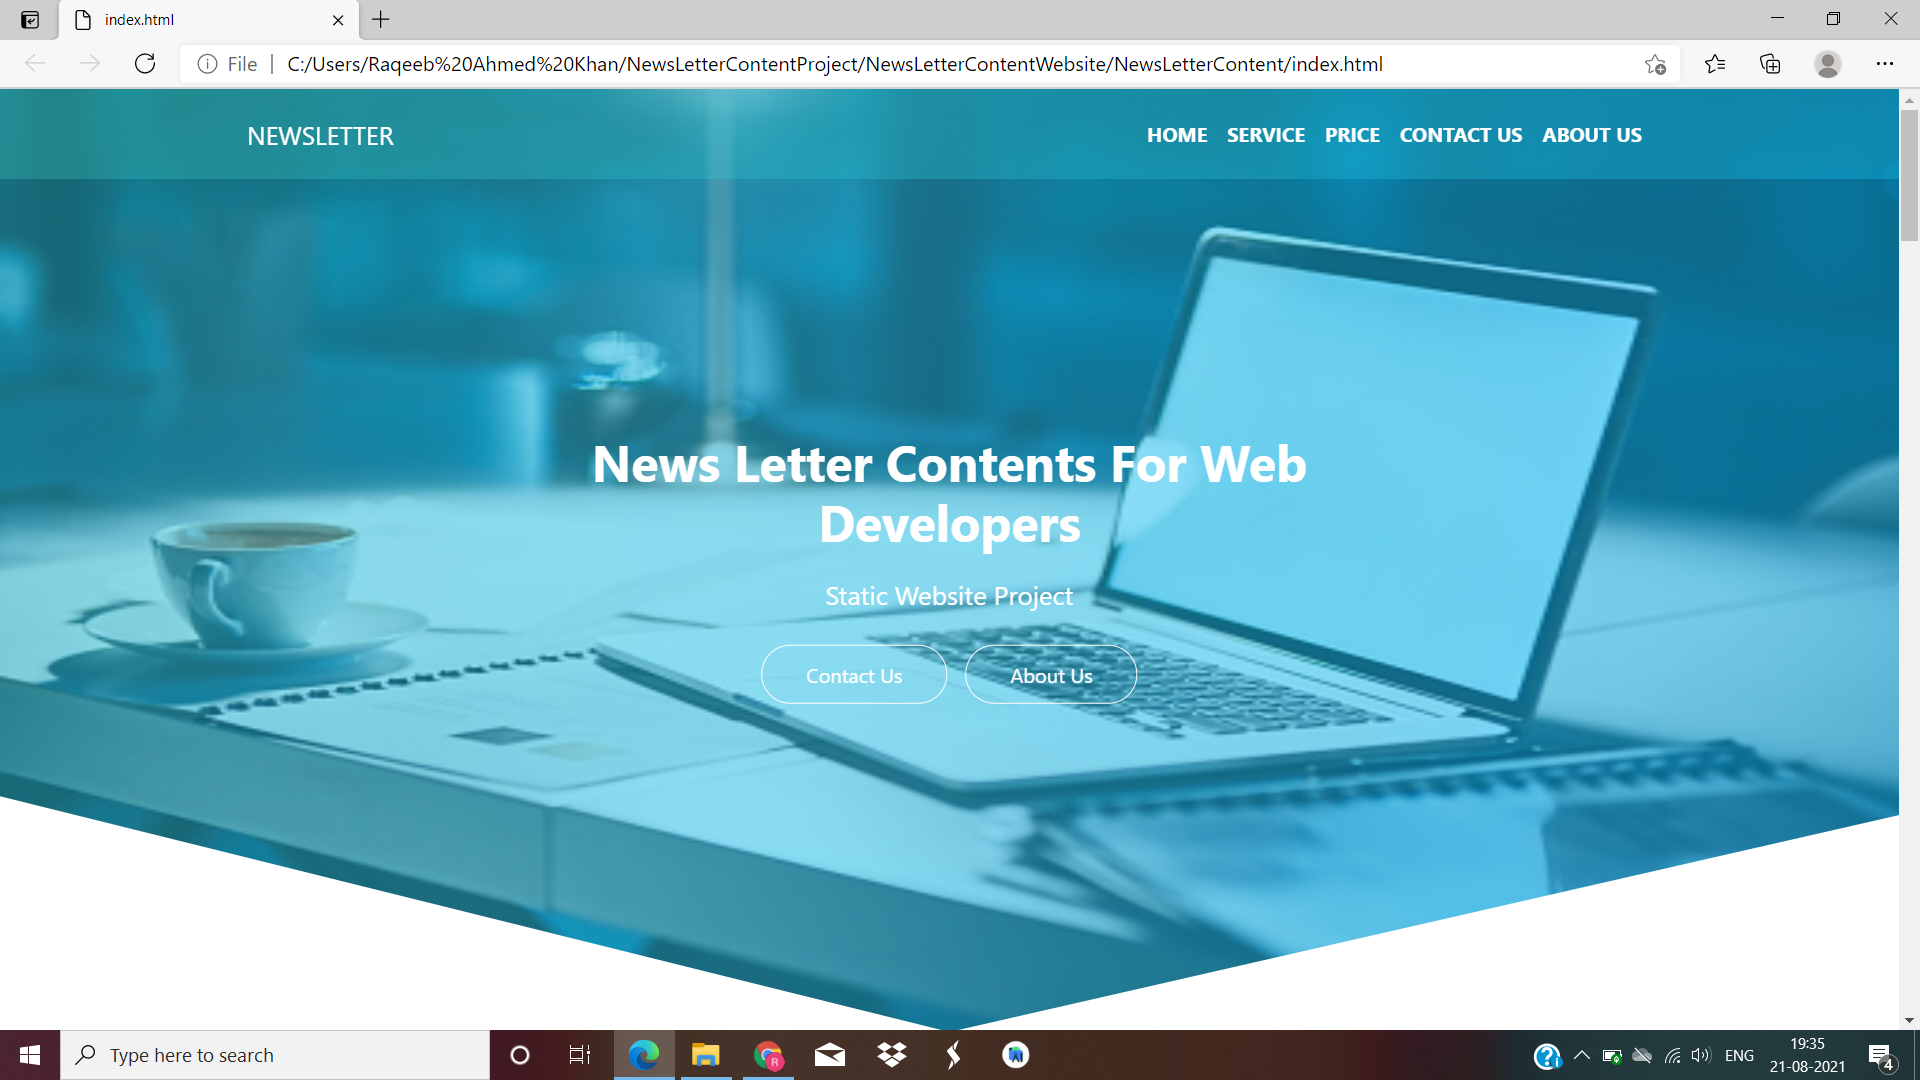 index.html
File
C:/Users/Raqeeb%20Ahmed%20Khan/NewsLetterContentProject/NewsLetterContentWebsite/NewsLetterContent/index.html
NEWSLETTER
HOME SERVICE PRICE CONTACT US ABOUT US
News Letter Contents For Web
Developers
Static Website Project
Contact Us
About Us
Type here to search
R
AI
ENG
19:35
21-08-2021
4